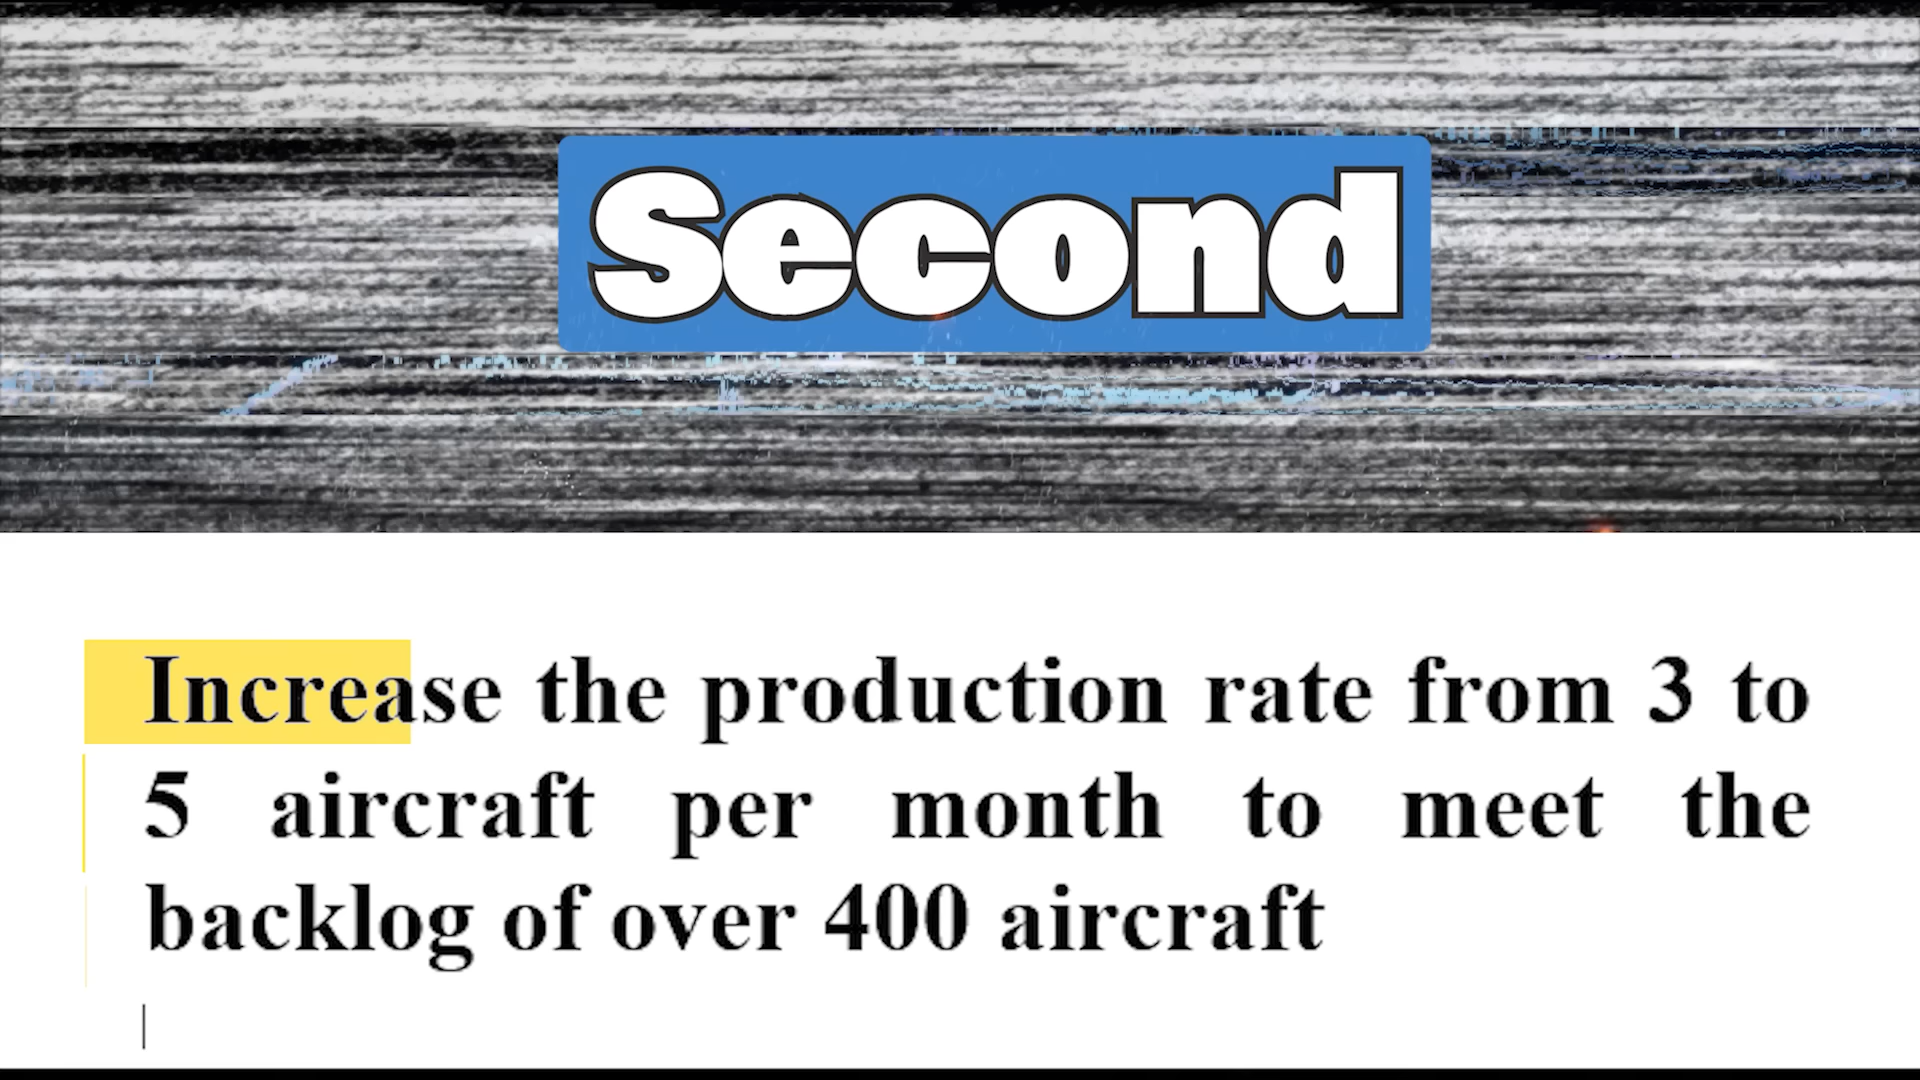 Second
Increase the production rate from 3 to
5 aircraft per month to meet the
backlog of over 400 aircraft